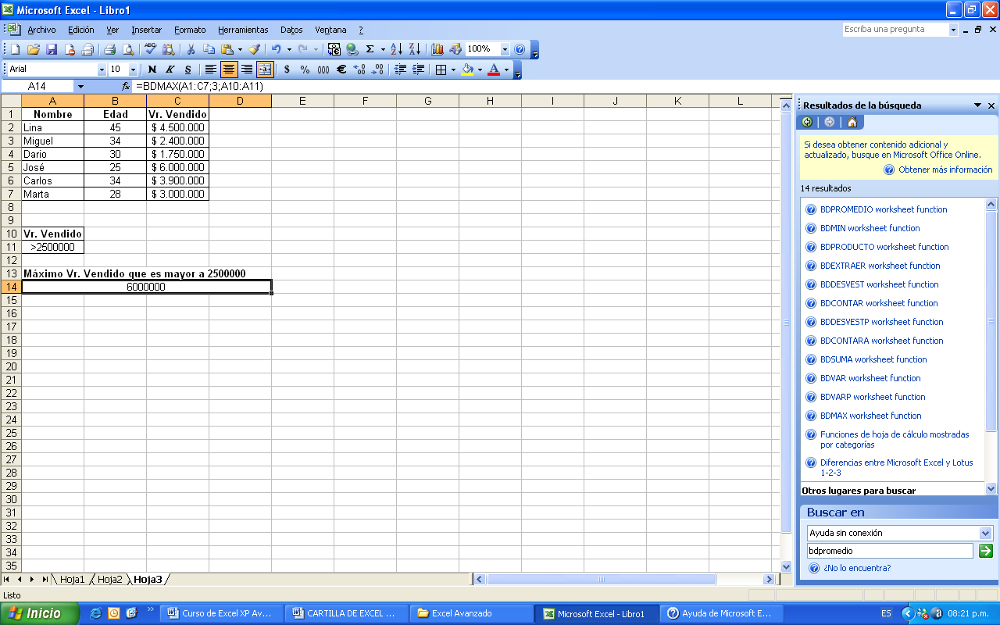 Microsoft Excel - Libro1
Archivo Edición Ver Insertar Formato Herramientas Datos Ventana ? Escriba una pregunta
100%
Arial 10 N K S $ % 000 €
A14 fx =BDMAX(A1:C7;3;A10:A11)
A B C D E F G H I J K L
1 Nombre Edad Vr. Vendido
2 Lina 45 $ 4.500.000
3 Miguel 34 $ 2.400.000
4 Dario 30 $ 1.750.000
5 José 25 $ 6.000.000
6 Carlos 34 $ 3.900.000
7 Marta 28 $ 3.000.000
8
9
10 Vr. Vendido
11 >2500000
12
13 Máximo Vr. Vendido que es mayor a 2500000
14 6000000
15
16
17
18
19
20
21
22
23
24
25
26
27
28
29
30
31
32
33
34
35
Hoja1 Hoja2 Hoja3
Resultados de la búsqueda
Si desea obtener contenido adicional y
actualizado, busque en Microsoft Office Online.
Obtener más información
14 resultados
BDPROMEDIO worksheet function
BDMIN worksheet function
BDPRODUCTO worksheet function
BDEXTRAER worksheet function
BDDESVEST worksheet function
BDCONTAR worksheet function
BDDESVESTP worksheet function
BDCONTARA worksheet function
BDSUMA worksheet function
BDVAR worksheet function
BDVARP worksheet function
BDMAX worksheet function
Funciones de hoja de cálculo mostradas
por categorías
Diferencias entre Microsoft Excel y Lotus
1-2-3
Otros lugares para buscar
Buscar en
Ayuda sin conexión
bdpromedio
¿No lo encuentra?
Listo
Inicio Curso de Excel XP Av... CARTILLA DE EXCEL ... Excel Avanzado Microsoft Excel - Libro1 Ayuda de Microsoft E... ES 08:21 p.m.